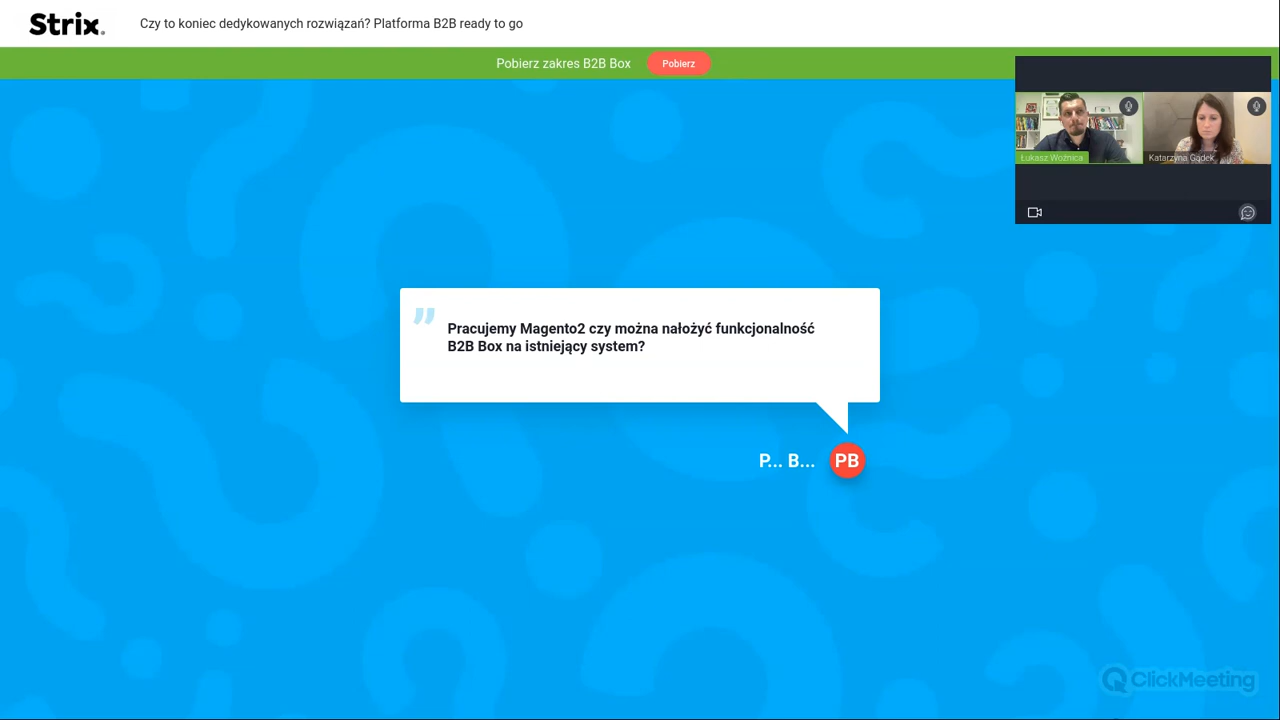 Strix®
Czy to koniec dedykowanych rozwiązań? Platforma B2B ready to go
Pobierz zakres B2B Box
Pobierz
Łukasz Woźnica
Katarzyna Gądek
”
Pracujemy Magento2 czy można nałożyć funkcjonalność
B2B Box na istniejący system?
P... B...
PB
ClickMeeting